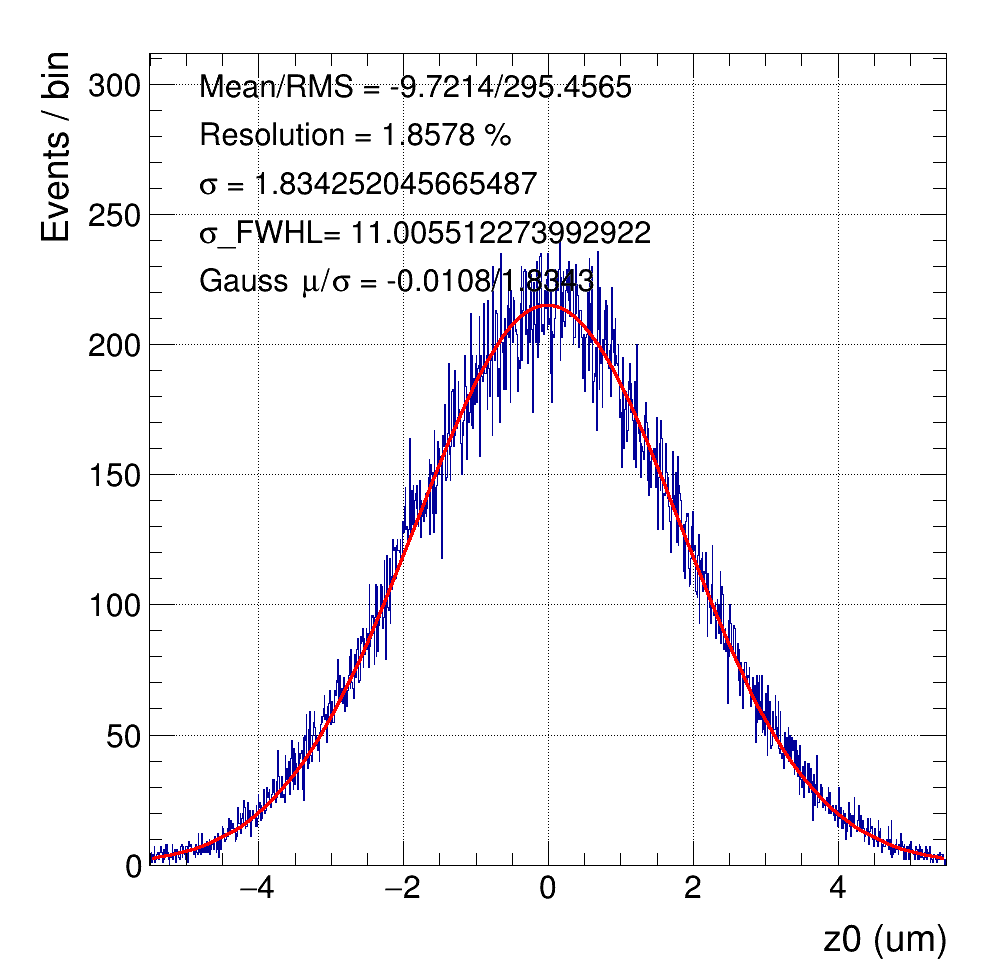 Events / bin
300
250
200
150
100
50
0
Mean/RMS = -9.7214/295.4565
Resolution = 1.8578 %
σ = 1.834252045665487
σ_FWHL= 11.005512273992922
Gauss μ/σ = -0.0108/1.8343
−4 −2 0 2 4
z0 (um)